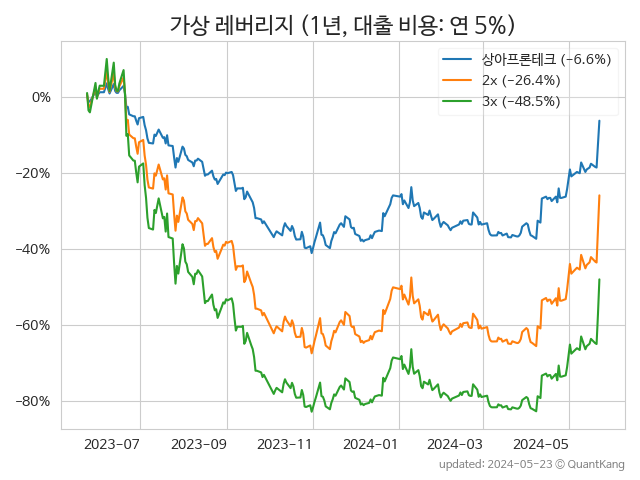 가상 레버리지 (1년, 대출 비용: 연 5%)
상아프론테크 (−6.6%)
2x (−26.4%)
3x (−48.5%)
0%
−20%
−40%
−60%
−80%
2023-07 2023-09 2023-11 2024-01 2024-03 2024-05
updated: 2024-05-23 © QuantKang